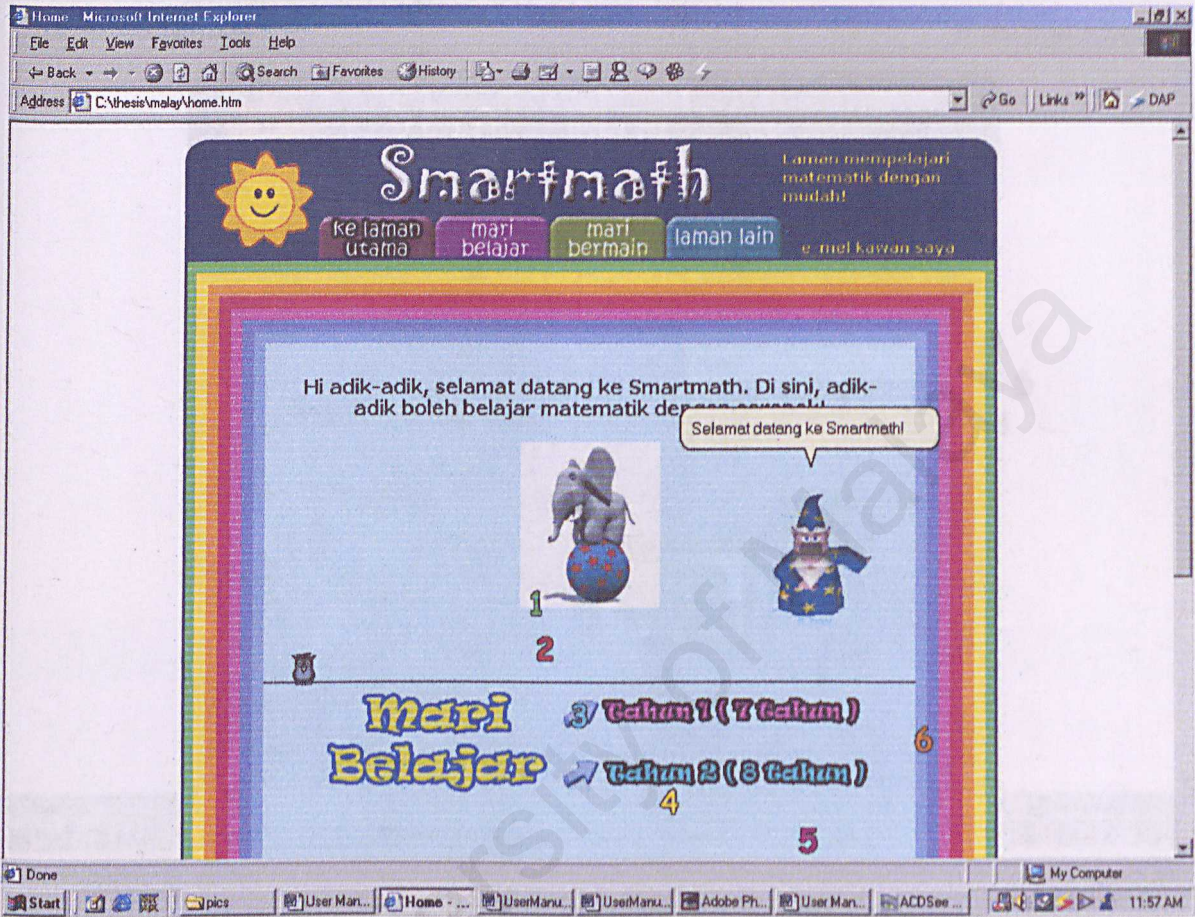 Home - Microsoft Internet Explorer
File Edit View Favorites Tools Help
Back Search Favorites History
Address C:\thesis\malay\home.htm Go Links » DAP
Smartmath
Laman mempelajari
matematik dengan
mudah!
ke laman
utama
mari
belajar
mari
bermain
laman lain
e-mel kawan saya
Hi adik-adik, selamat datang ke Smartmath. Di sini, adik-
adik boleh belajar matematik
Selamat datang ke Smartmath!
1
2
Mari
Belajar
3 Tahun 1 ( 7 Tahun )
6
Tahun 2 ( 8 tahun )
4
5
Done My Computer
Start pics User Man... Home - ... UserManu... UserManu... Adobe Ph... User Man... ACDSee ... 11:57 AM